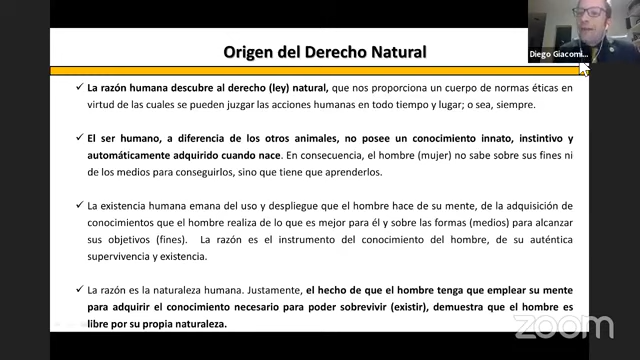 Origen del Derecho Natural
Diego Giacomi...
✓ La razón humana descubre al derecho (ley) natural, que nos proporciona un cuerpo de normas éticas en
virtud de las cuales se pueden juzgar las acciones humanas en todo tiempo y lugar; o sea, siempre.
✓ El ser humano, a diferencia de los otros animales, no posee un conocimiento innato, instintivo y
automáticamente adquirido cuando nace. En consecuencia, el hombre (mujer) no sabe sobre sus fines ni
de los medios para conseguirlos, sino que tiene que aprenderlos.
✓ La existencia humana emana del uso y despliegue que el hombre hace de su mente, de la adquisición de
conocimientos que el hombre realiza de lo que es mejor para él y sobre las formas (medios) para alcanzar
sus objetivos (fines). La razón es el instrumento del conocimiento del hombre, de su auténtica
supervivencia y existencia.
✓ La razón es la naturaleza humana. Justamente, el hecho de que el hombre tenga que emplear su mente
para adquirir el conocimiento necesario para poder sobrevivir (existir), demuestra que el hombre es
libre por su propia naturaleza.
zoom